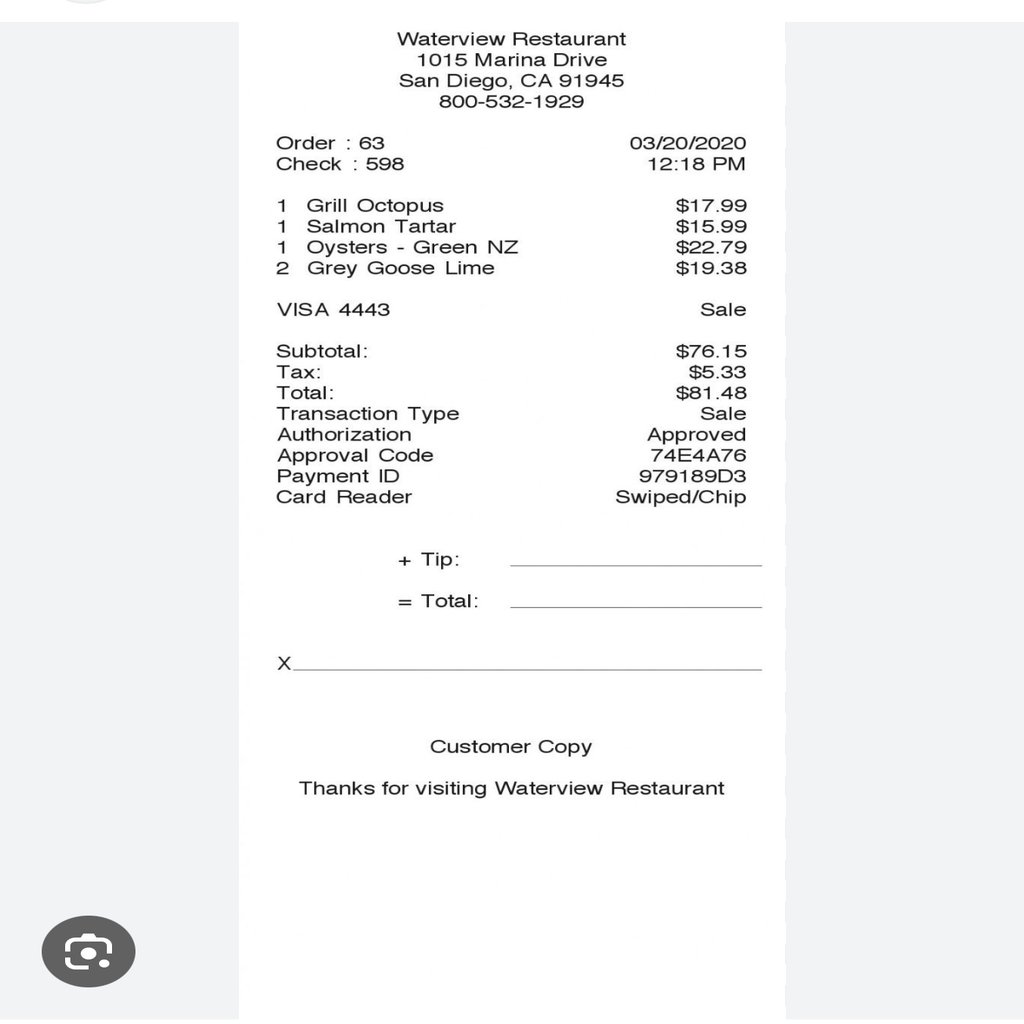 Waterview Restaurant
1015 Marina Drive
San Diego, CA 91945
800-532-1929
Order : 63 03/20/2020
Check : 598 12:18 PM
1 Grill Octopus $17.99
1 Salmon Tartar $15.99
1 Oysters - Green NZ $22.79
2 Grey Goose Lime $19.38
VISA 4443 Sale
Subtotal: $76.15
Tax: $5.33
Total: $81.48
Transaction Type Sale
Authorization Approved
Approval Code 74E4A76
Payment ID 979189D3
Card Reader Swiped/Chip
+ Tip:
= Total:
X
Customer Copy
Thanks for visiting Waterview Restaurant